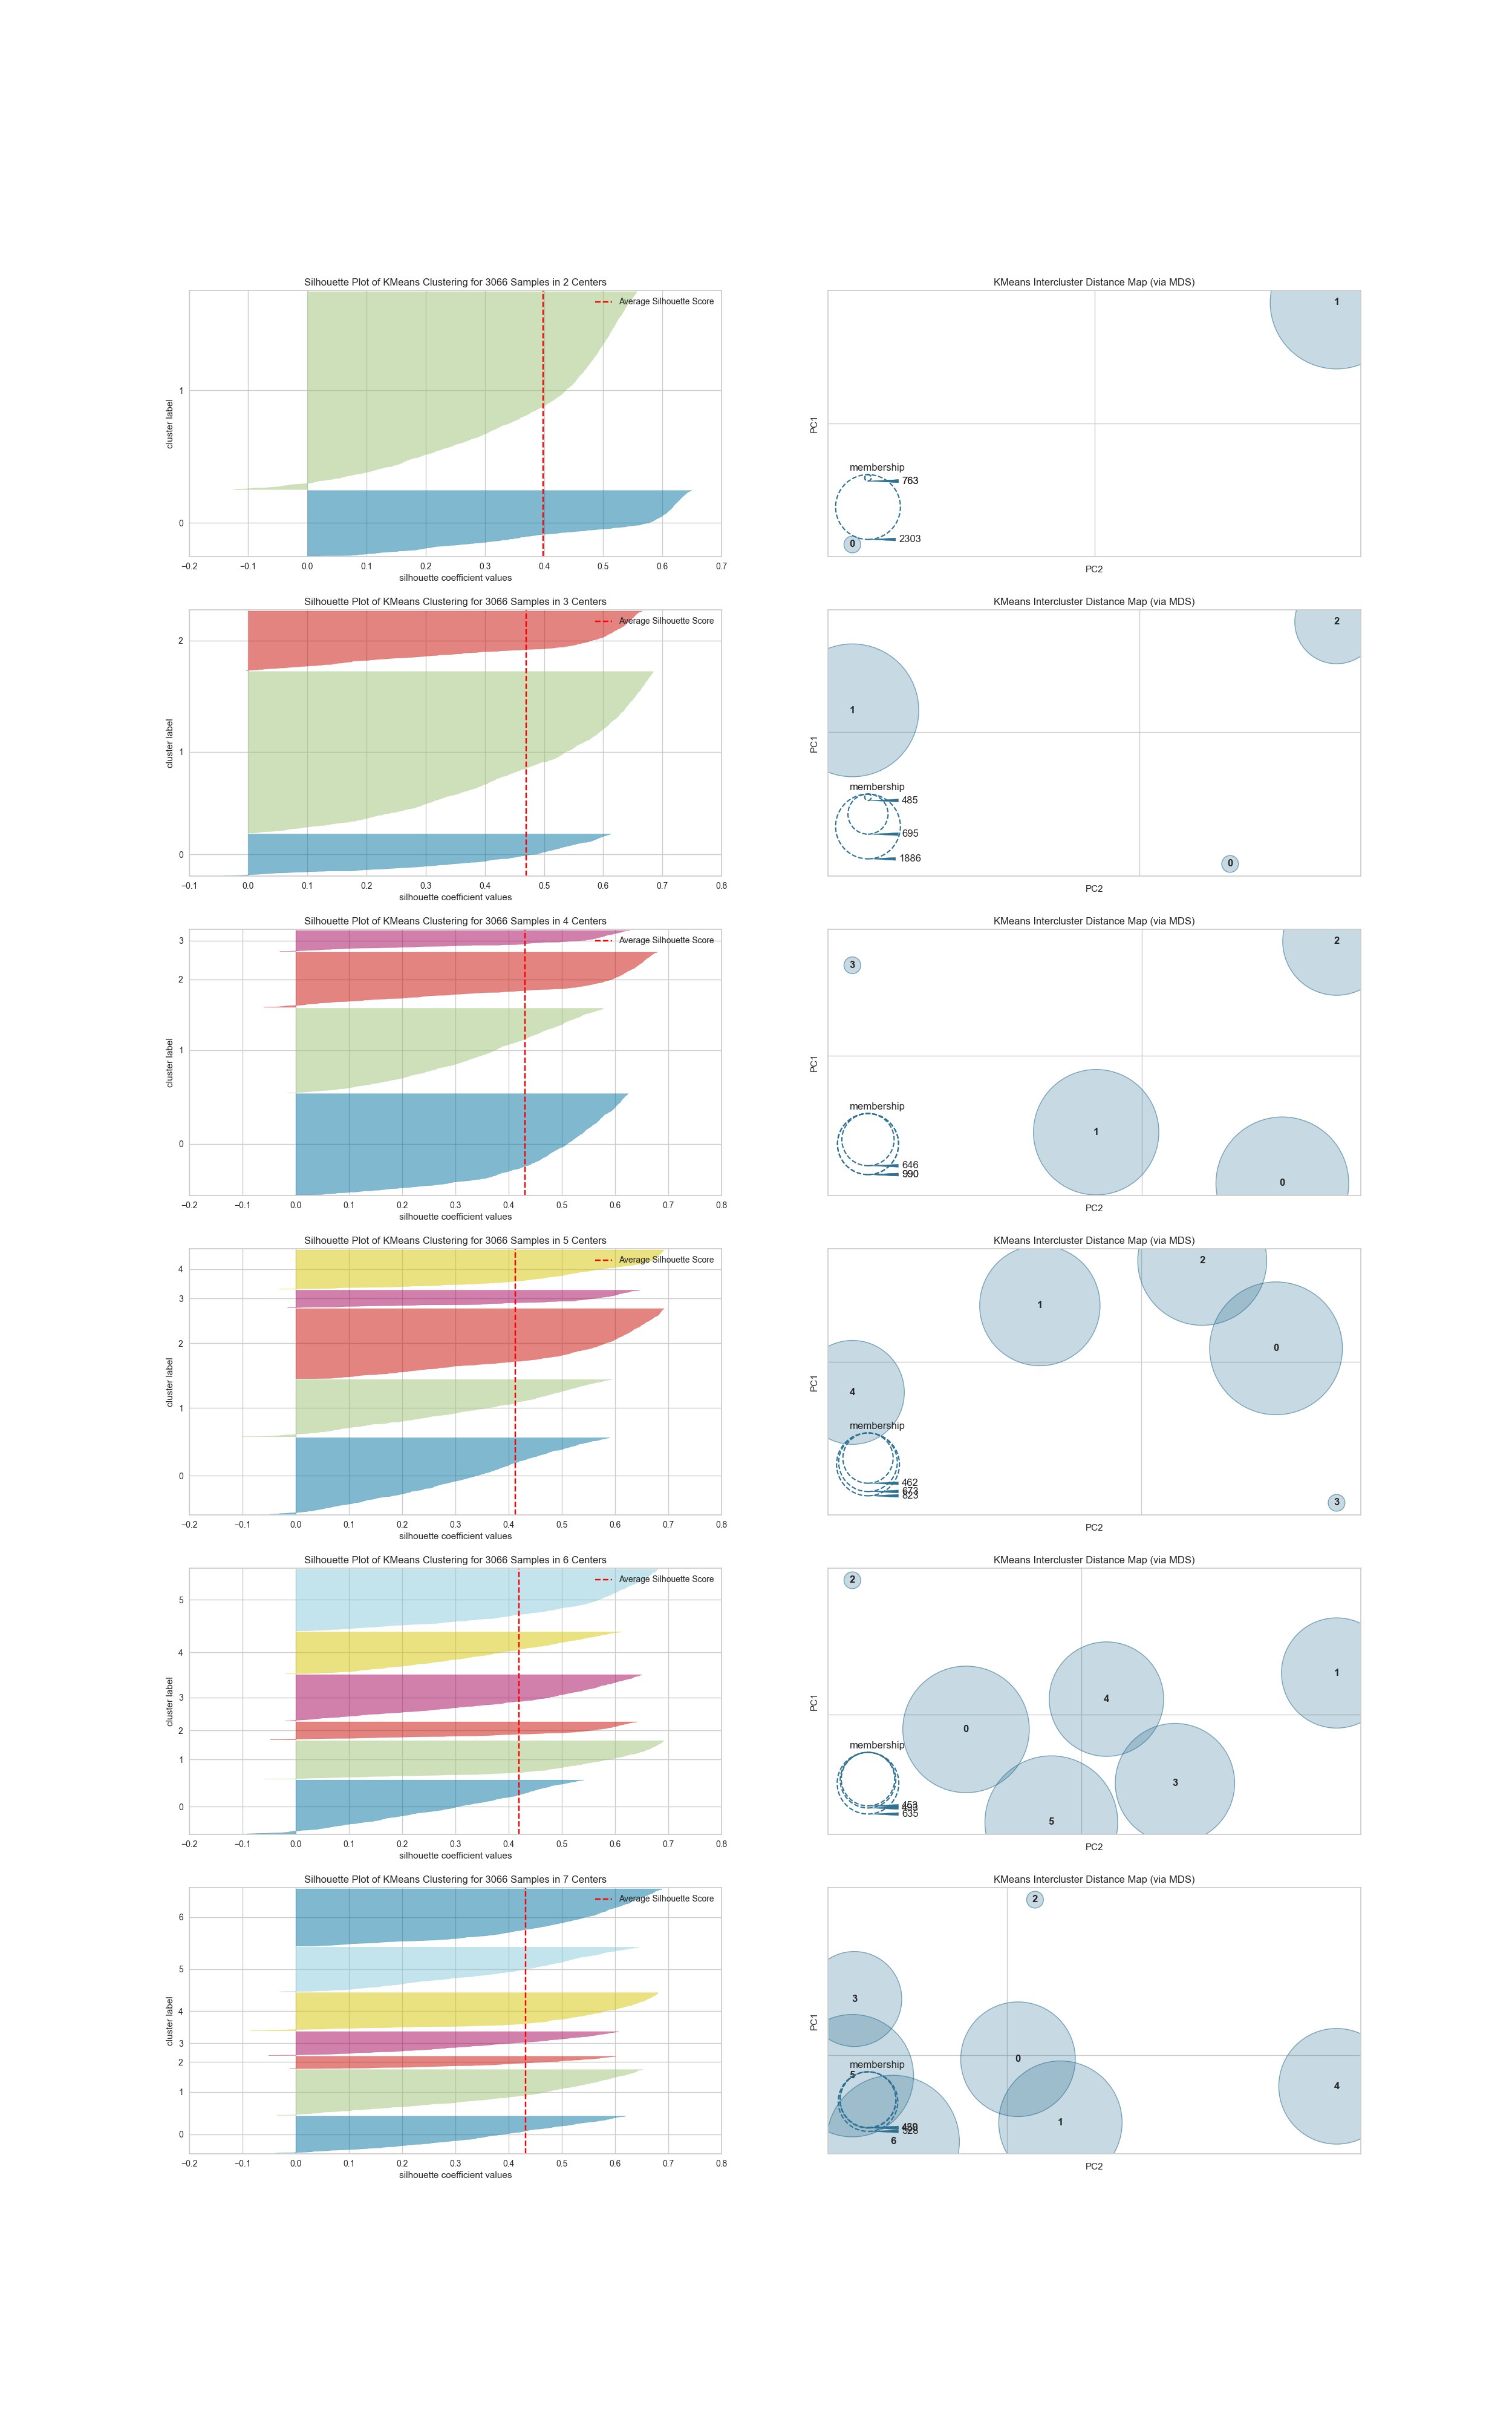 Silhouette Plot of KMeans Clustering for 3066 Samples in 2 Centers
Average Silhouette Score
1
0
cluster label
−0.2 −0.1 0.0 0.1 0.2 0.3 0.4 0.5 0.6 0.7
silhouette coefficient values
KMeans Intercluster Distance Map (via MDS)
1
PC1
membership
763
2303
0
PC2
Silhouette Plot of KMeans Clustering for 3066 Samples in 3 Centers
Average Silhouette Score
2
1
0
cluster label
−0.1 0.0 0.1 0.2 0.3 0.4 0.5 0.6 0.7 0.8
silhouette coefficient values
KMeans Intercluster Distance Map (via MDS)
2
1
PC1
membership
485
695
1886
0
PC2
Silhouette Plot of KMeans Clustering for 3066 Samples in 4 Centers
Average Silhouette Score
3
2
1
0
cluster label
−0.2 −0.1 0.0 0.1 0.2 0.3 0.4 0.5 0.6 0.7 0.8
silhouette coefficient values
KMeans Intercluster Distance Map (via MDS)
2
3
PC1
membership
1
646
990
0
PC2
Silhouette Plot of KMeans Clustering for 3066 Samples in 5 Centers
Average Silhouette Score
4
3
2
1
0
cluster label
−0.2 −0.1 0.0 0.1 0.2 0.3 0.4 0.5 0.6 0.7 0.8
silhouette coefficient values
KMeans Intercluster Distance Map (via MDS)
2
1
0
PC1
4
membership
462
673
823
3
PC2
Silhouette Plot of KMeans Clustering for 3066 Samples in 6 Centers
Average Silhouette Score
5
4
3
2
1
0
cluster label
−0.2 −0.1 0.0 0.1 0.2 0.3 0.4 0.5 0.6 0.7 0.8
silhouette coefficient values
KMeans Intercluster Distance Map (via MDS)
2
1
4
PC1
0
membership
3
453
635
5
PC2
Silhouette Plot of KMeans Clustering for 3066 Samples in 7 Centers
Average Silhouette Score
6
5
4
3
2
1
0
cluster label
−0.2 −0.1 0.0 0.1 0.2 0.3 0.4 0.5 0.6 0.7 0.8
silhouette coefficient values
KMeans Intercluster Distance Map (via MDS)
2
3
PC1
0
membership
5
4
1
528
6
PC2